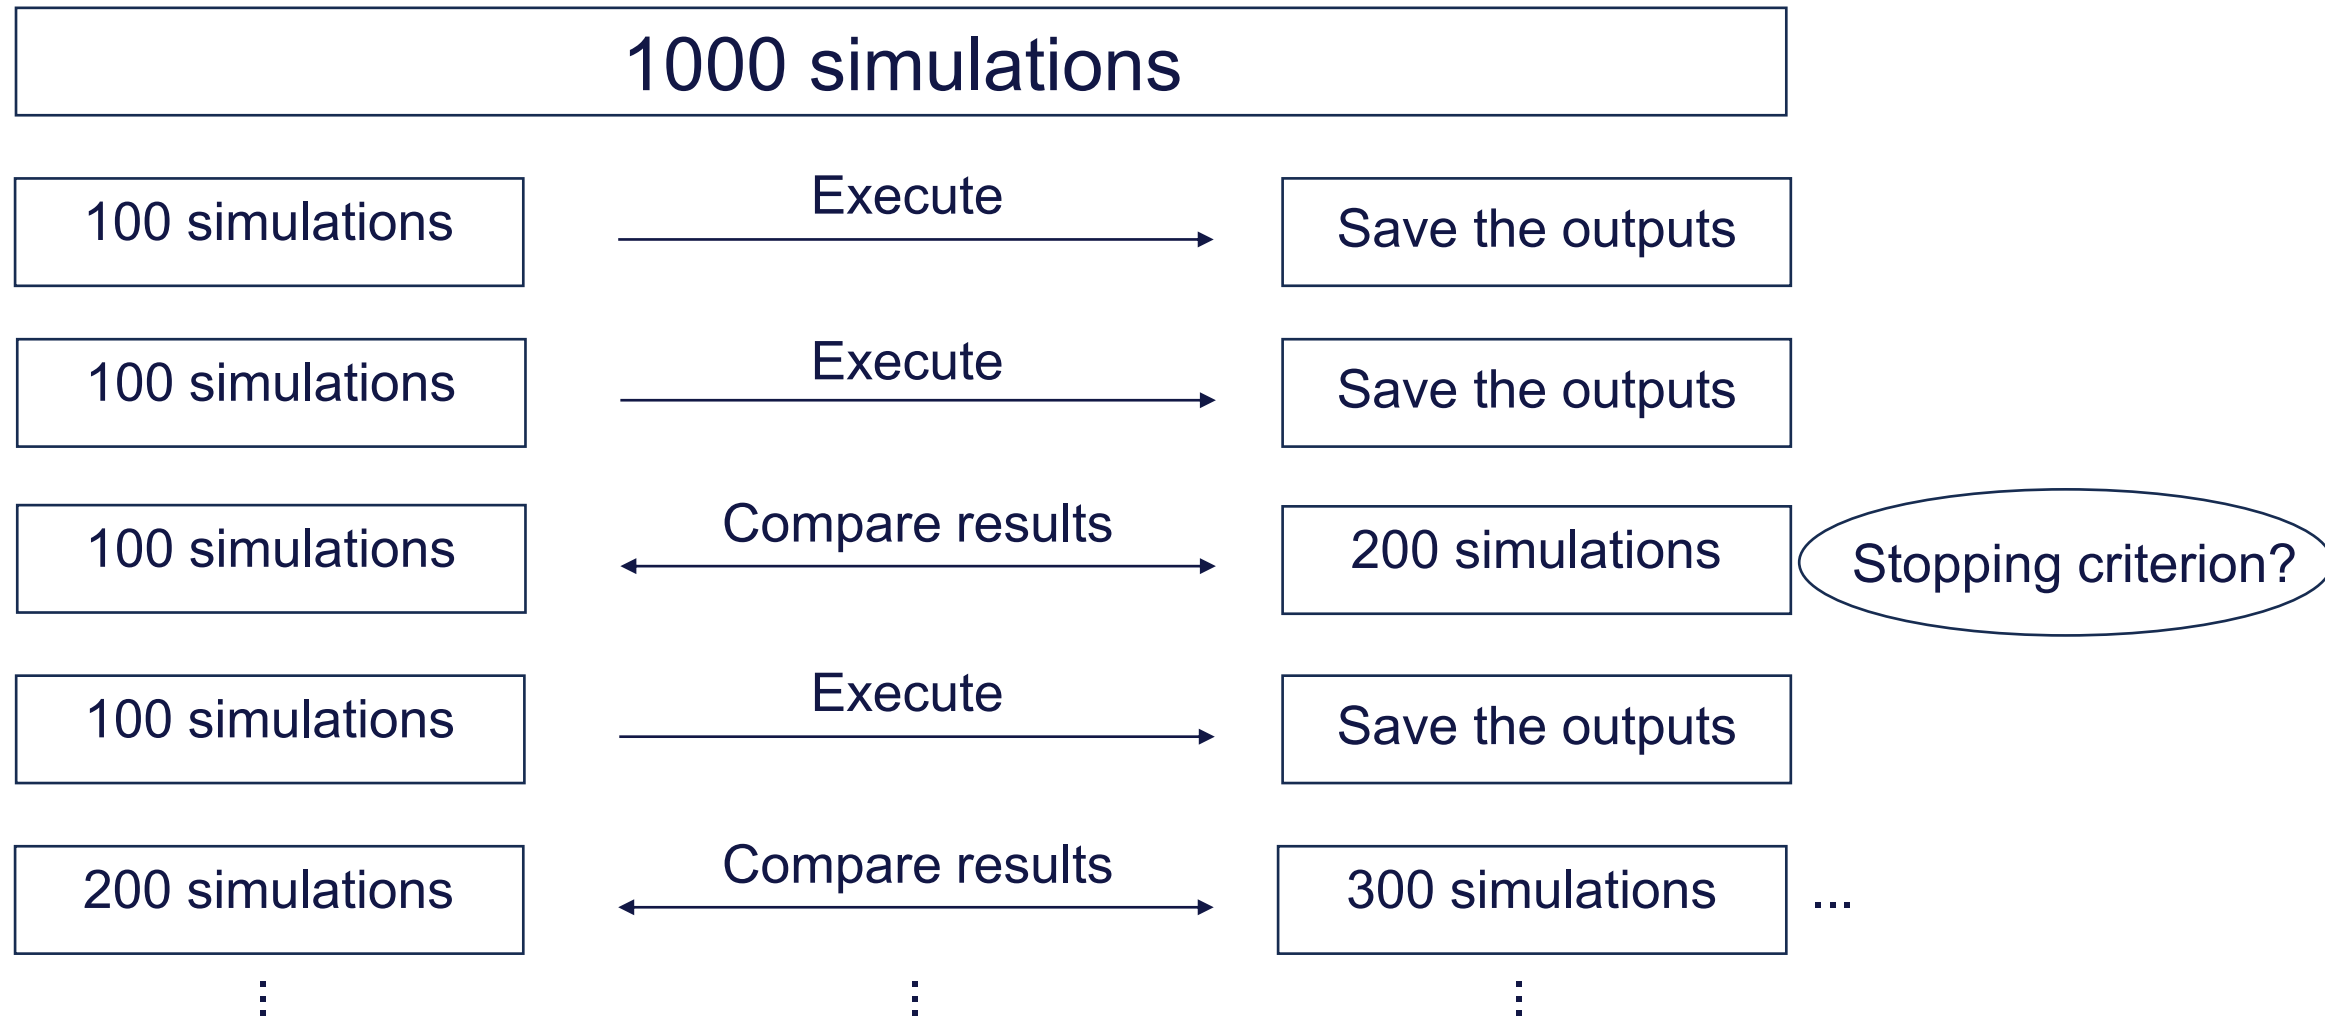 1000 simulations
100 simulations Execute Save the outputs
100 simulations Execute Save the outputs
100 simulations Compare results 200 simulations Stopping criterion?
100 simulations Execute Save the outputs
200 simulations Compare results 300 simulations ...